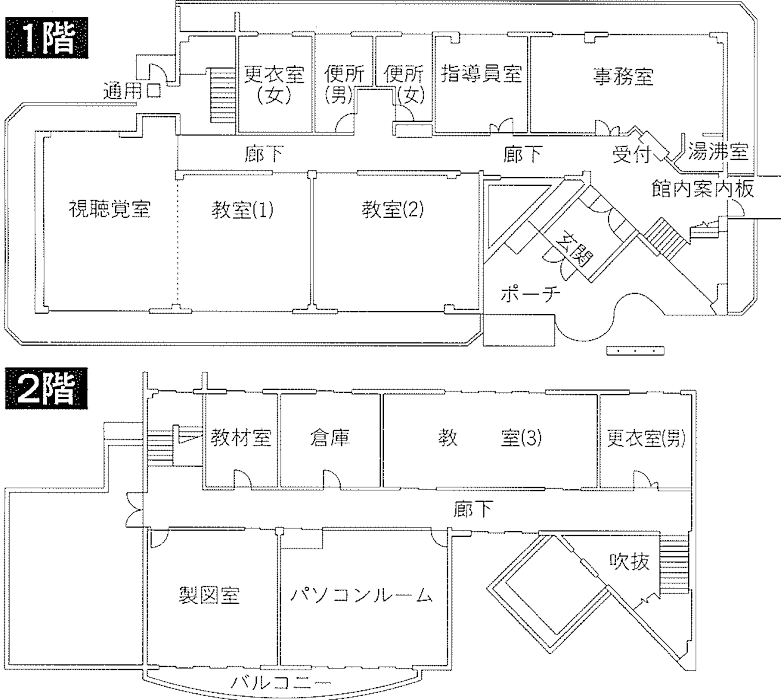 1階
更衣室
(女)
便所
(男)
便所
(女)
指導員室
事務室
通用
廊下
廊下
受付
湯沸室
館内案内板
視聴覚室
教室(1)
教室(2)
玄関
ポーチ
2階
教材室
倉庫
教 室(3)
更衣室(男)
廊下
吹抜
製図室
パソコンルーム
バルコニー